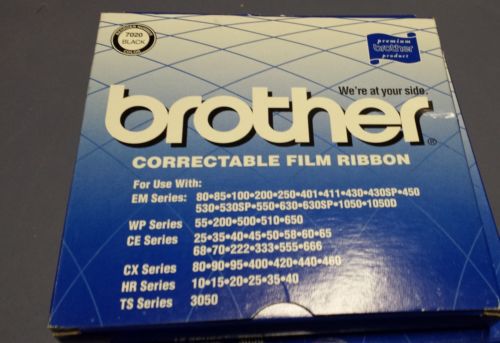 7020
BLACK
COLOR
premium
brother
product
We're at your side.
brother®
CORRECTABLE FILM RIBBON
For Use With:
EM Series: 80•85•100•200•250•401•411•430•430SP•450
530•530SP•550•630•630SP•1050•1050D
WP Series 55•200•500•510•650
CE Series 25•35•40•45•50•58•60•65
68•70•222•333•555•666
CX Series 80•90•95•400•420•440•460
HR Series 10•15•20•25•35•40
TS Series 3050